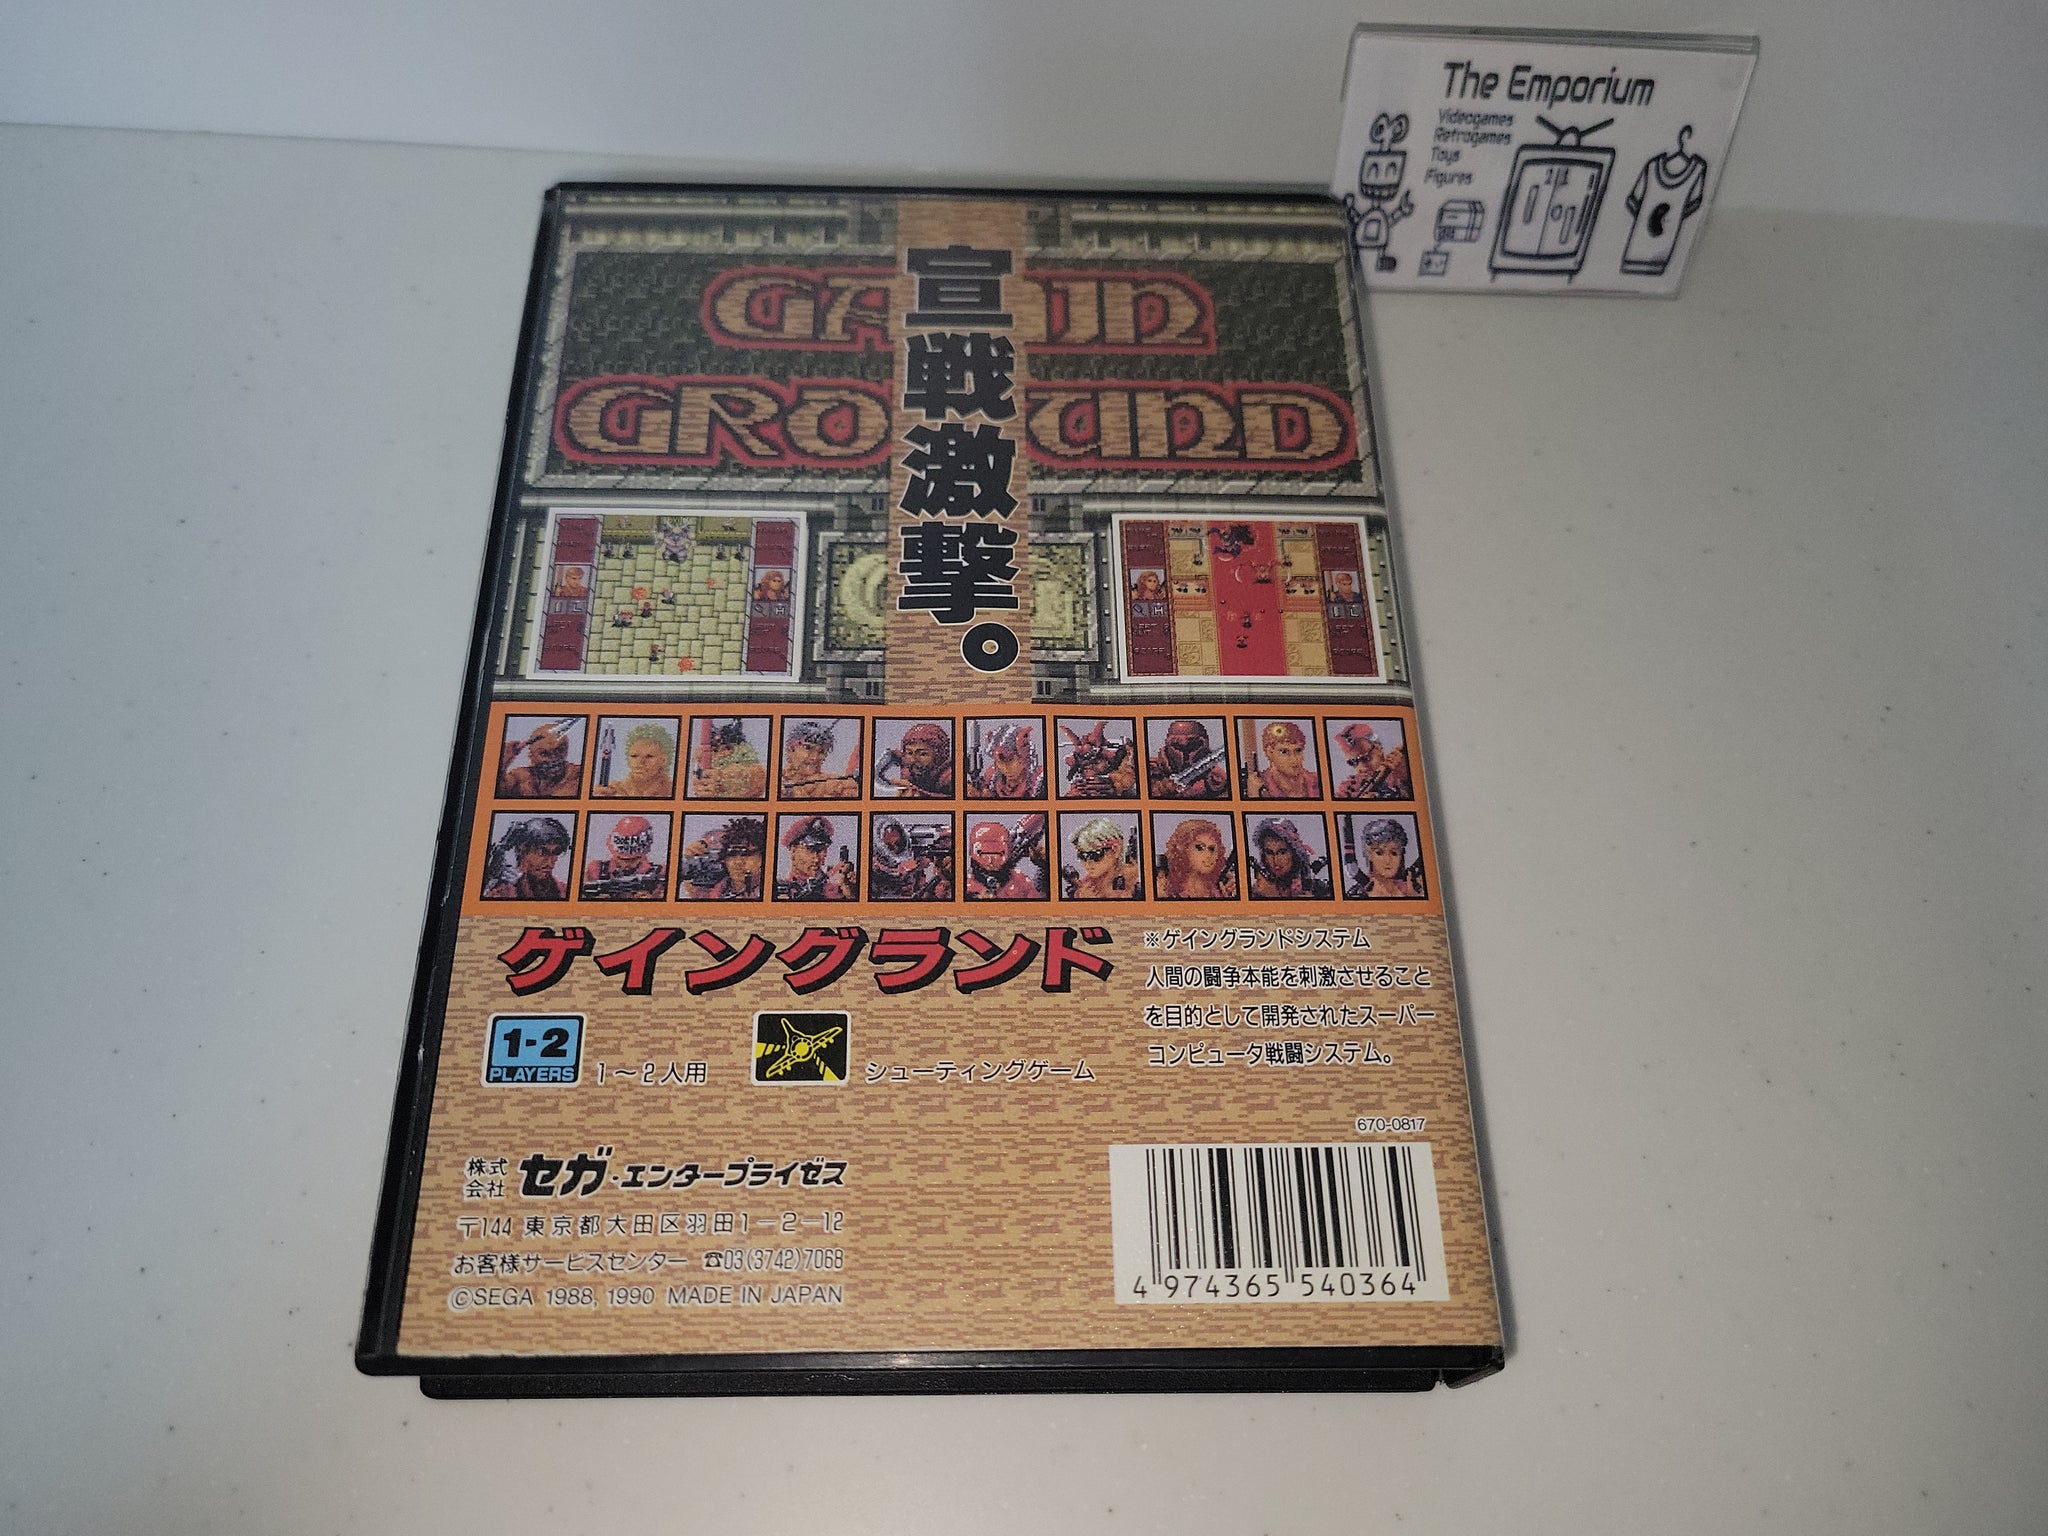 The Emporium
Videogames
Retrogames
Toys
Figures
GAIN
GROUND
宣戦激撃。
ゲイングランド
※ゲイングランドシステム
人間の闘争本能を刺激させること
を目的として開発されたスーパー
コンピュータ戦闘システム。
1-2
PLAYERS
1〜2人用
シューティングゲーム
670-0817
株式会社 セガ・エンタープライゼス
〒144 東京都大田区羽田1-2-12
お客様サービスセンター ☎03(3742)7068
©SEGA 1988, 1990 MADE IN JAPAN
4 974365 540364